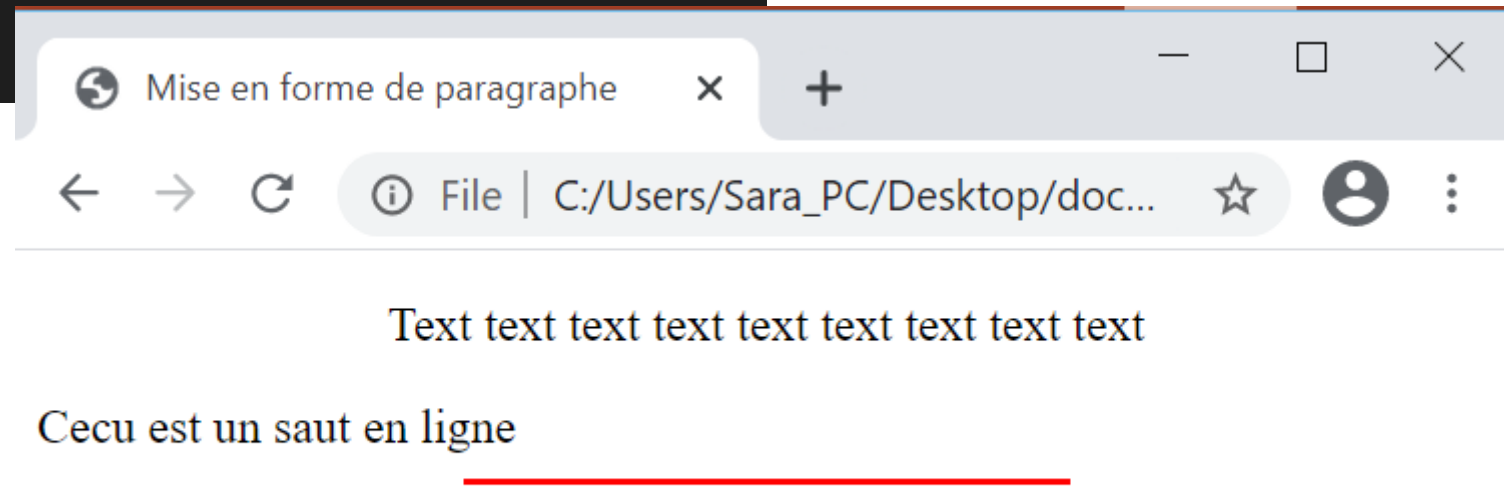 Mise en forme de paragraphe
File | C:/Users/Sara_PC/Desktop/doc...
Text text text text text text text text text
Cecu est un saut en ligne